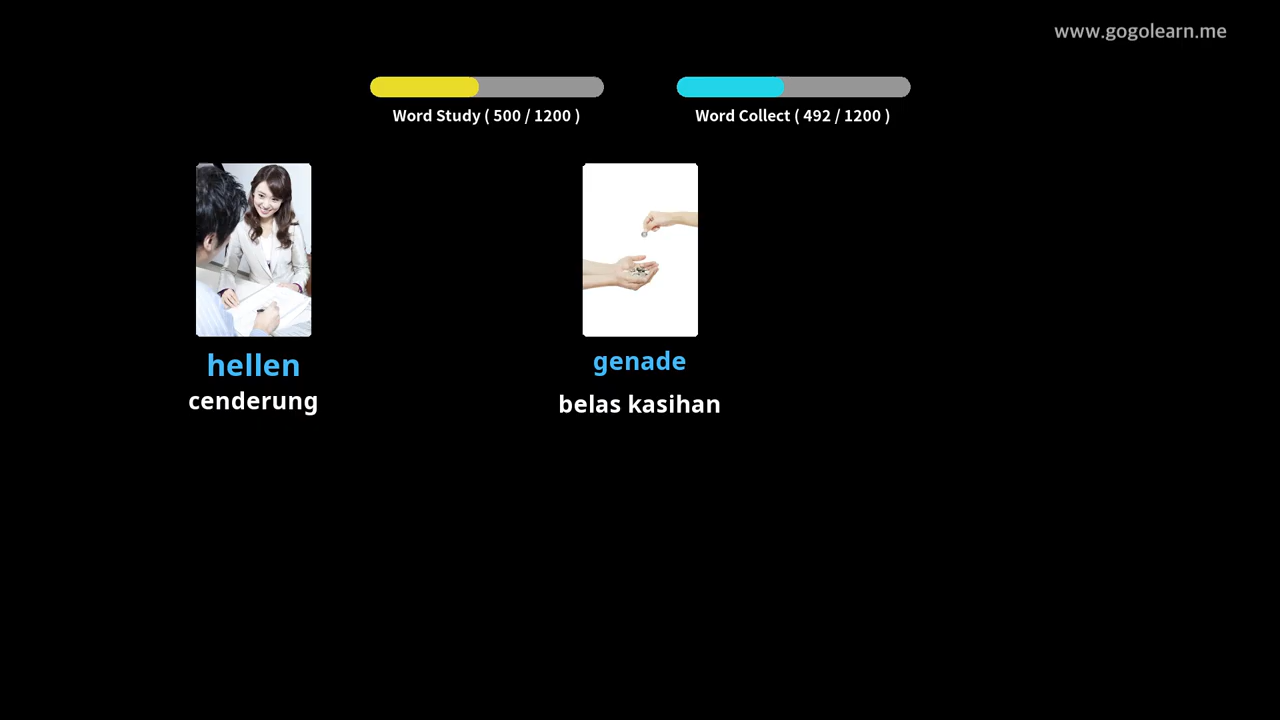 www.gogolearn.me
Word Study ( 500 / 1200 )
Word Collect ( 492 / 1200 )
hellen
cenderung
genade
belas kasihan